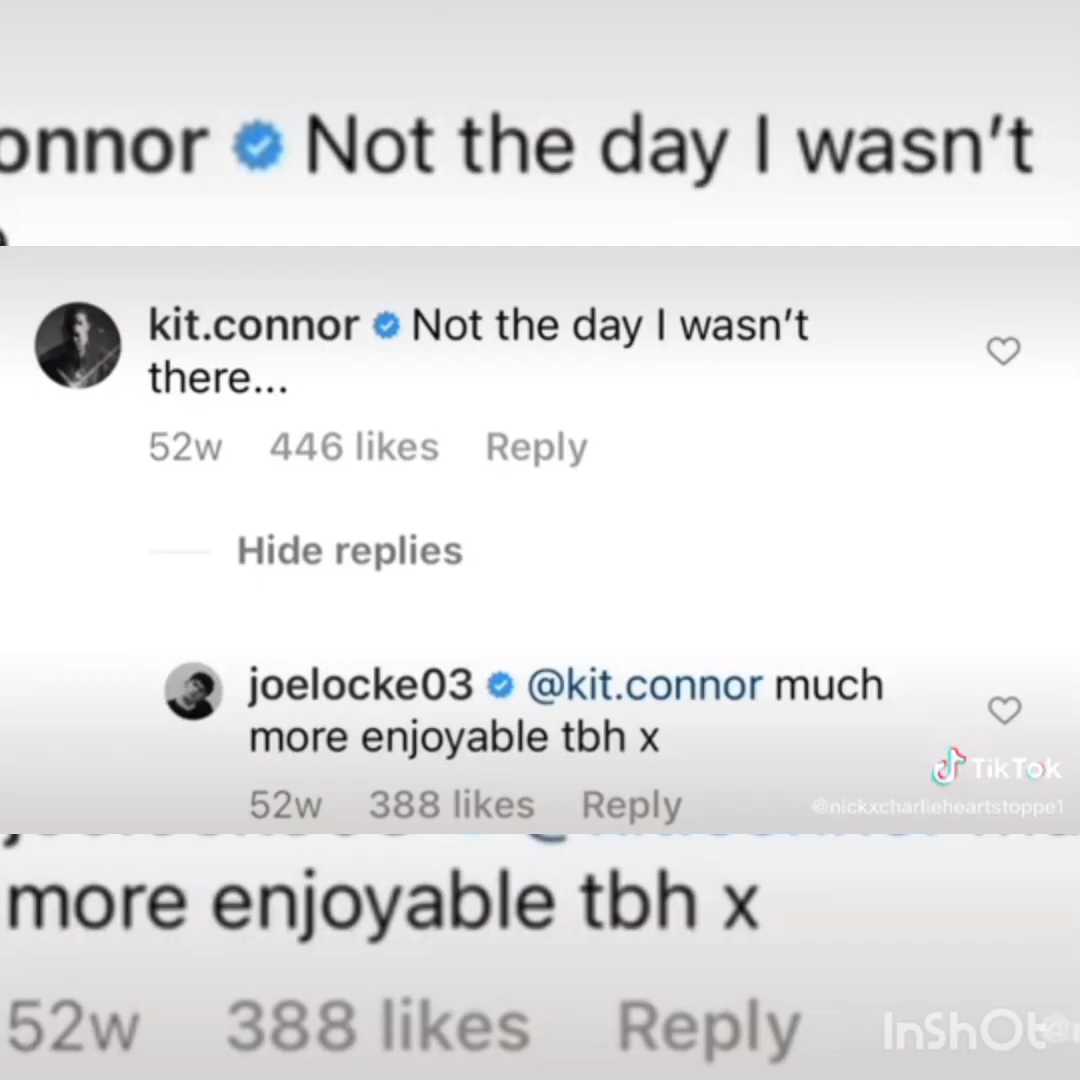 onnor Not the day I wasn't
kit.connor Not the day I wasn't
there...
52w 446 likes Reply
Hide replies
joelocke03 @kit.connor much
more enjoyable tbh x
TikTok
@nickxcharlieheartstoppe1
52w 388 likes Reply
more enjoyable tbh x
52w 388 likes Reply
InShOt